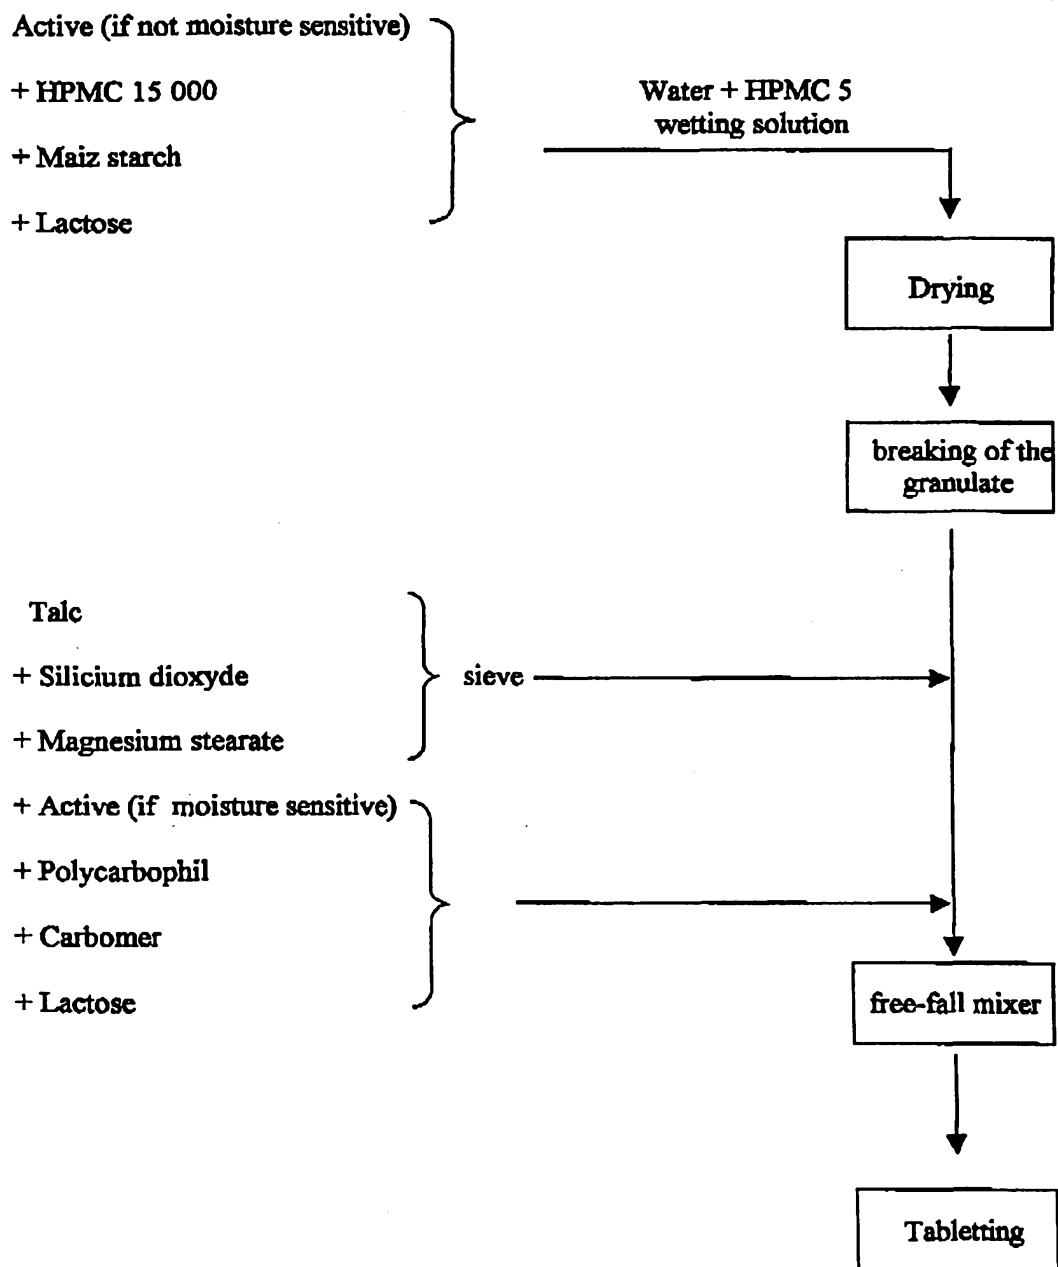 Active (if not moisture sensitive)
+ HPMC 15 000
+ Maiz starch
+ Lactose
Water + HPMC 5
wetting solution
Drying
breaking of the
granulate
Talc
+ Silicium dioxyde
+ Magnesium stearate
sieve
+ Active (if moisture sensitive)
+ Polycarbophil
+ Carbomer
+ Lactose
free-fall mixer
Tabletting